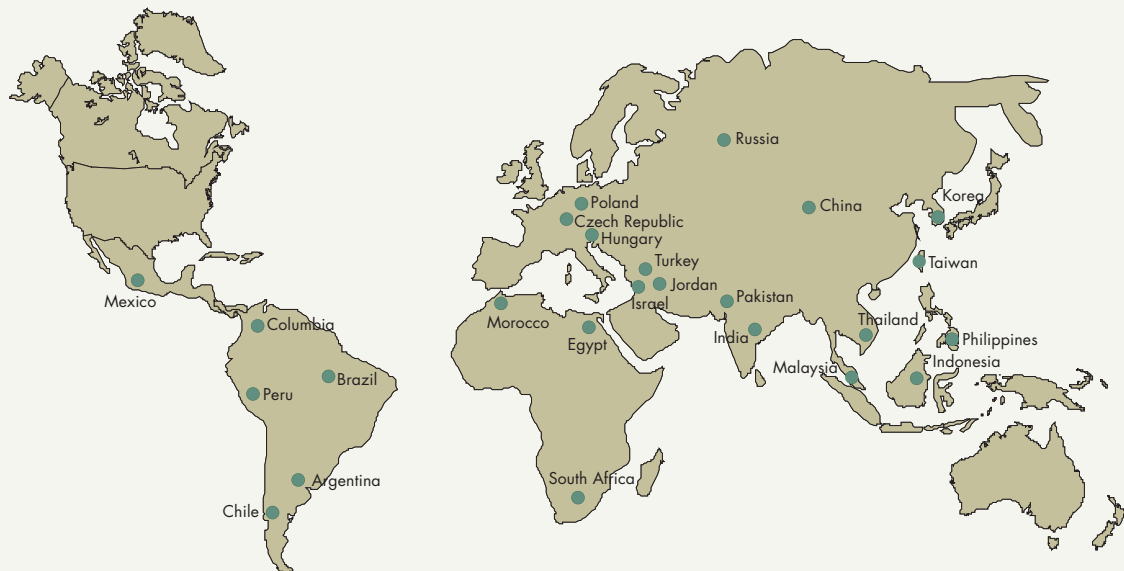 Russia
Korea
Poland
China
Czech Republic
Hungary
Turkey
Taiwan
Jordan
Mexico
Israel
Pakistan
Morocco
Columbia
Thailand
Egypt
India
Philippines
Indonesia
Malaysia
Brazil
Peru
South Africa
Argentina
Chile